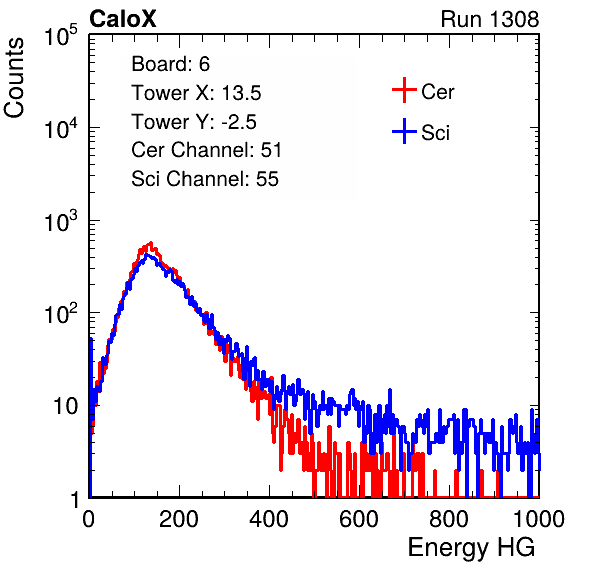 CaloX Run 1308
Counts
10^5
10^4
10^3
10^2
10
1
Board: 6
Tower X: 13.5
Tower Y: -2.5
Cer Channel: 51
Sci Channel: 55
Cer
Sci
0 200 400 600 800 1000
Energy HG